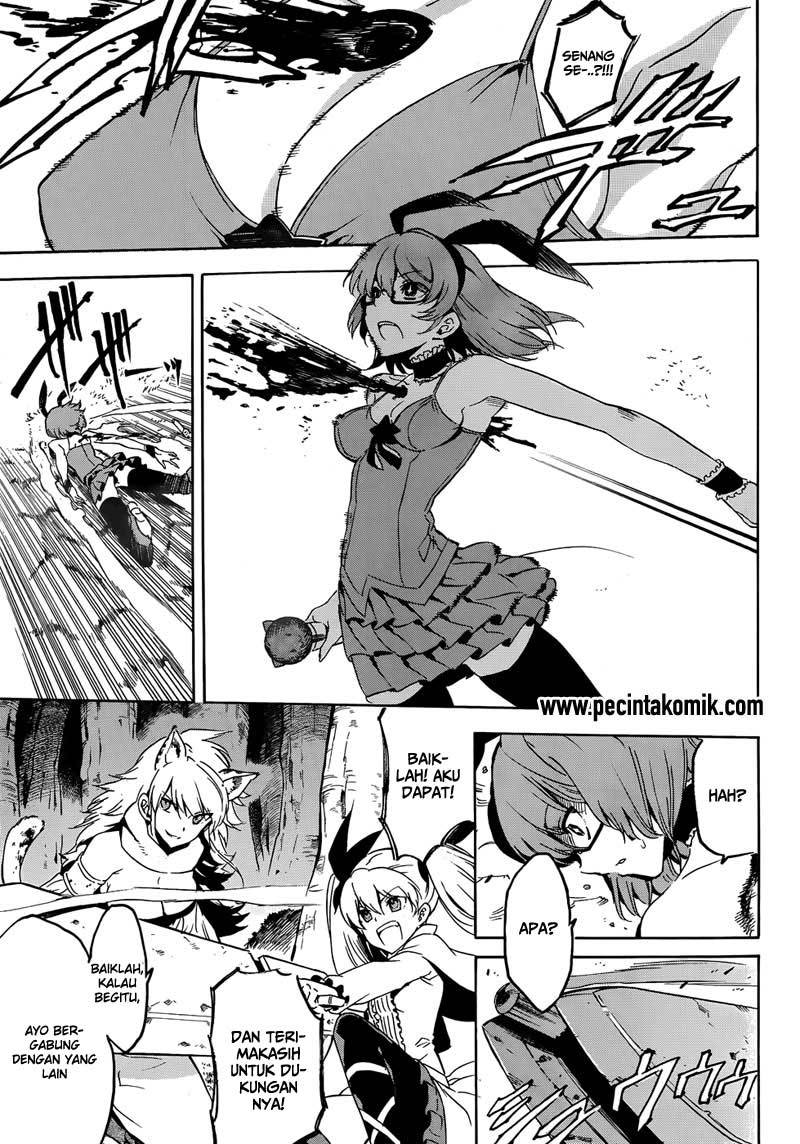 SENANG
SE-..?!!!
www.pecintakomik.com
HAH?
APA?
BAIK-
LAH! AKU
DAPAT!
BAIKLAH,
KALAU
BEGITU,
AYO BER-
GABUNG
DENGAN YANG
LAIN
DAN TERI-
MAKASIH
UNTUK DU-
KUNGAN
NYA!